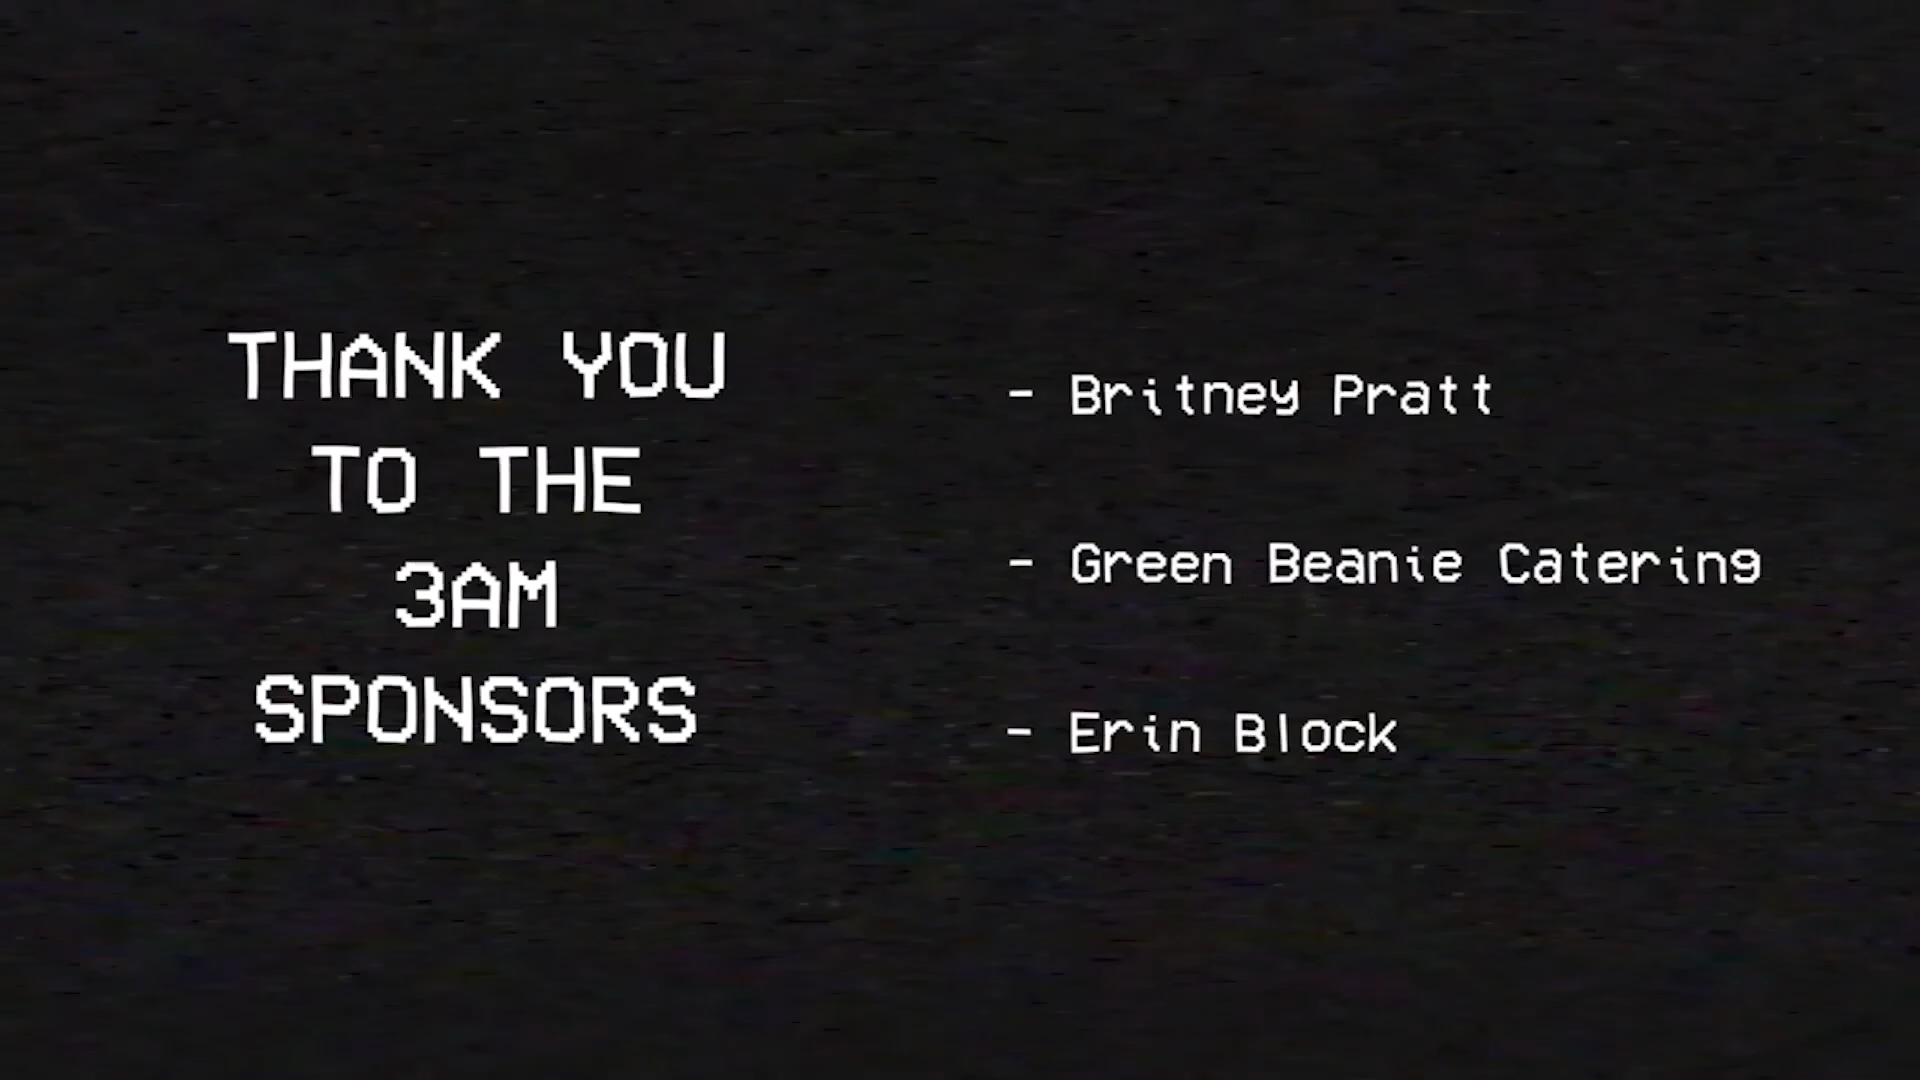 THANK YOU
TO THE
3AM
SPONSORS
- Britney Pratt
- Green Beanie Catering
- Erin Block